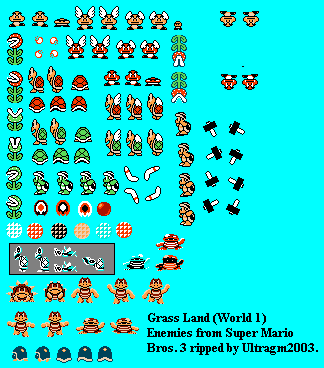 Grass Land (World 1)
Enemies from Super Mario
Bros. 3 ripped by Ultragm2003.